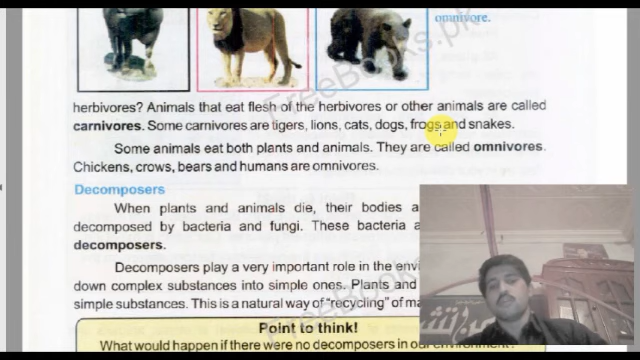 omnivore.
herbivores? Animals that eat flesh of the herbivores or other animals are called
carnivores. Some carnivores are tigers, lions, cats, dogs, frogs and snakes.
Some animals eat both plants and animals. They are called omnivores.
Chickens, crows, bears and humans are omnivores.
Decomposers
When plants and animals die, their bodies a
decomposed by bacteria and fungi. These bacteria a
decomposers.
Decomposers play a very important role in the envi
down complex substances into simple ones. Plants and
simple substances. This is a natural way of "recycling" of ma
Point to think!
What would happen if there were no decomposers in our environment?
FreeBooks.pk
FreeBooks